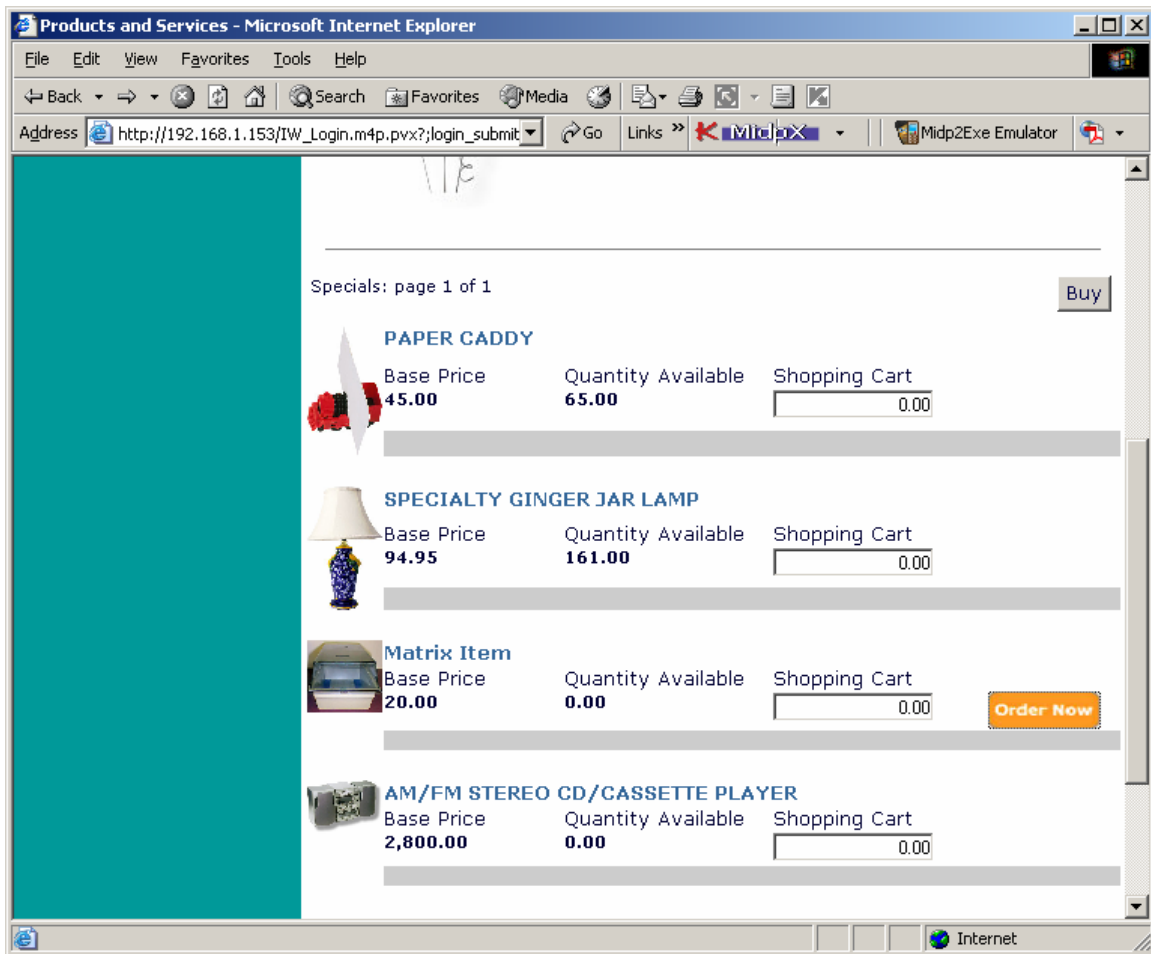 Products and Services - Microsoft Internet Explorer
File Edit View Favorites Tools Help
Back Search Favorites Media
Address http://192.168.1.153/IW_Login.m4p.pvx?;login_submit Go Links » MidpX Midp2Exe Emulator
Specials: page 1 of 1
Buy
PAPER CADDY
Base Price Quantity Available Shopping Cart
45.00 65.00 0.00
SPECIALTY GINGER JAR LAMP
Base Price Quantity Available Shopping Cart
94.95 161.00 0.00
Matrix Item
Base Price Quantity Available Shopping Cart
20.00 0.00 0.00 Order Now
AM/FM STEREO CD/CASSETTE PLAYER
Base Price Quantity Available Shopping Cart
2,800.00 0.00 0.00
Internet